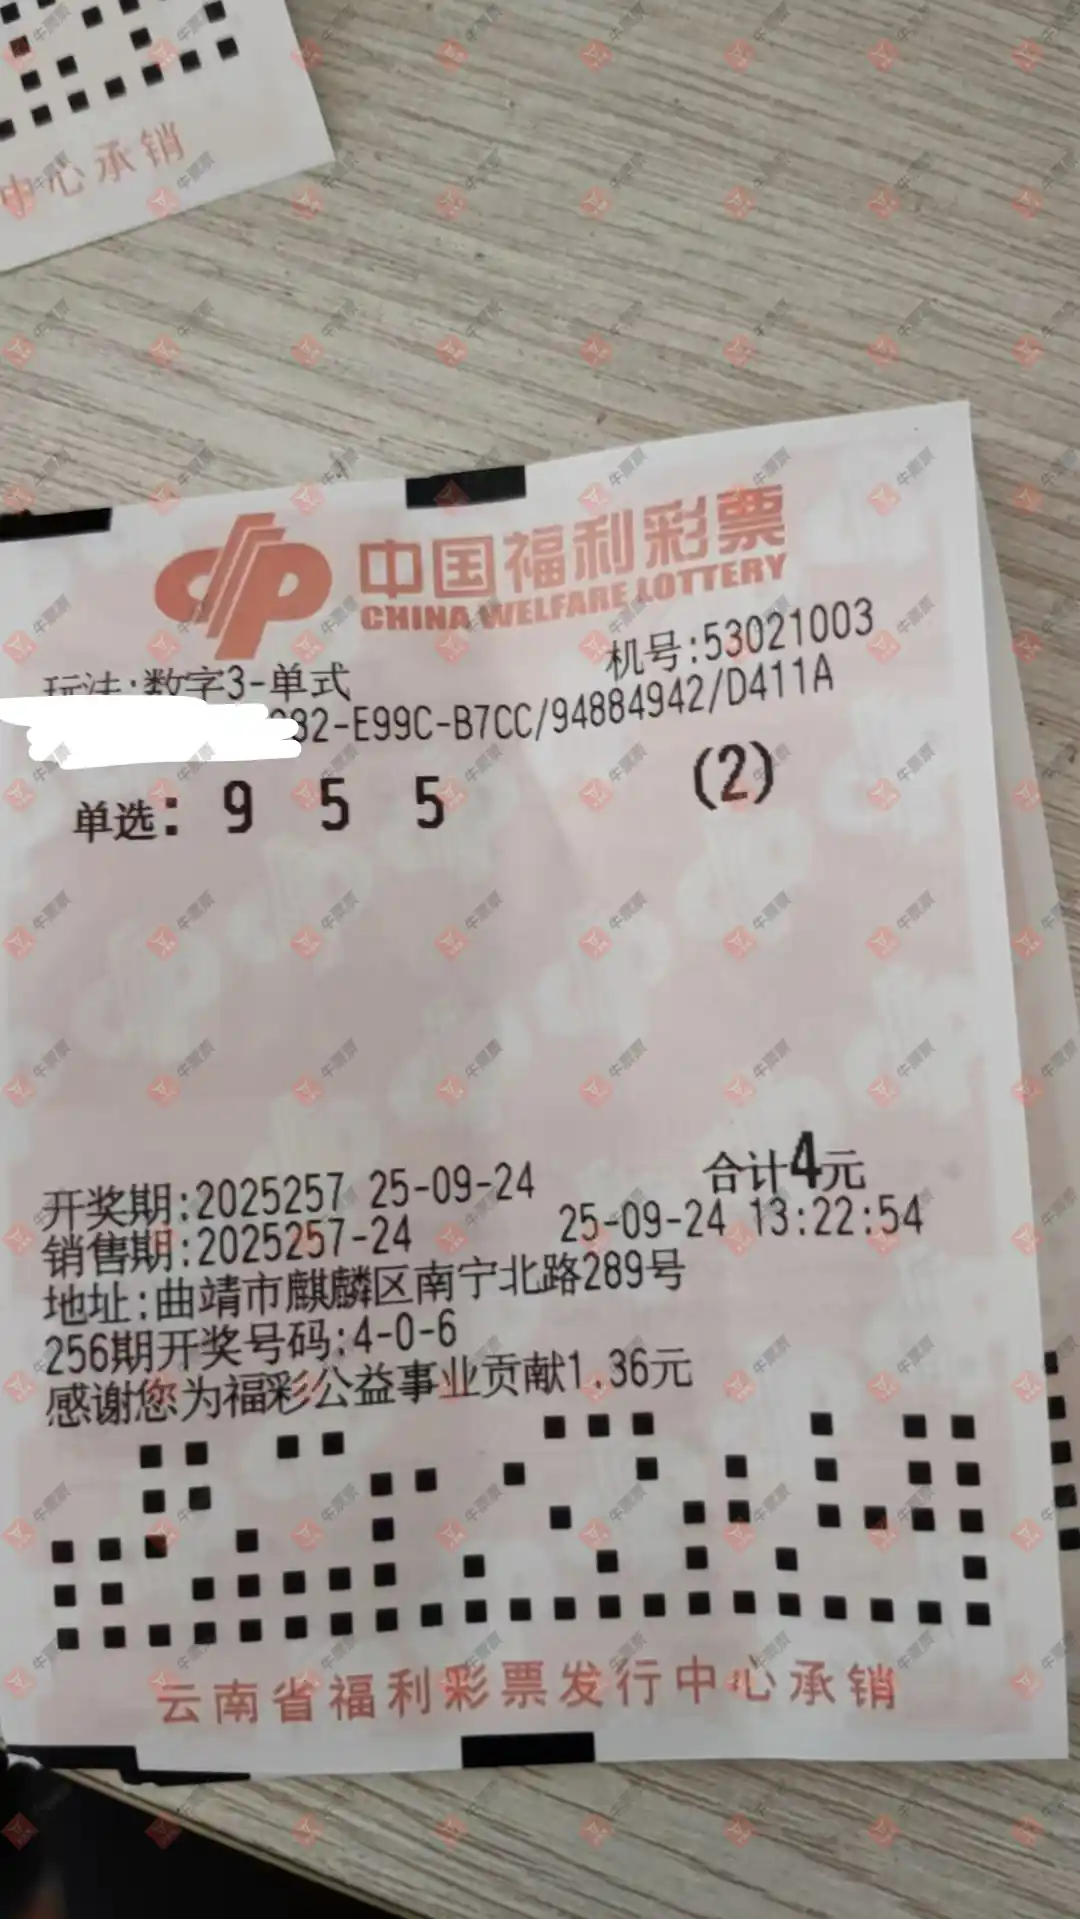 中心承销
中国福利彩票
CHINA WELFARE LOTTERY
机号:53021003
玩法:数字3-单式
82-E99C-B7CC/94884942/D411A
单选: 9 5 5 (2)
合计4元
开奖期:2025257 25-09-24
销售期:2025257-24 25-09-24 13:22:54
地址:曲靖市麒麟区南宁北路289号
256期开奖号码:4-0-6
感谢您为福彩公益事业贡献1.36元
云南省福利彩票发行中心承销
牛票票